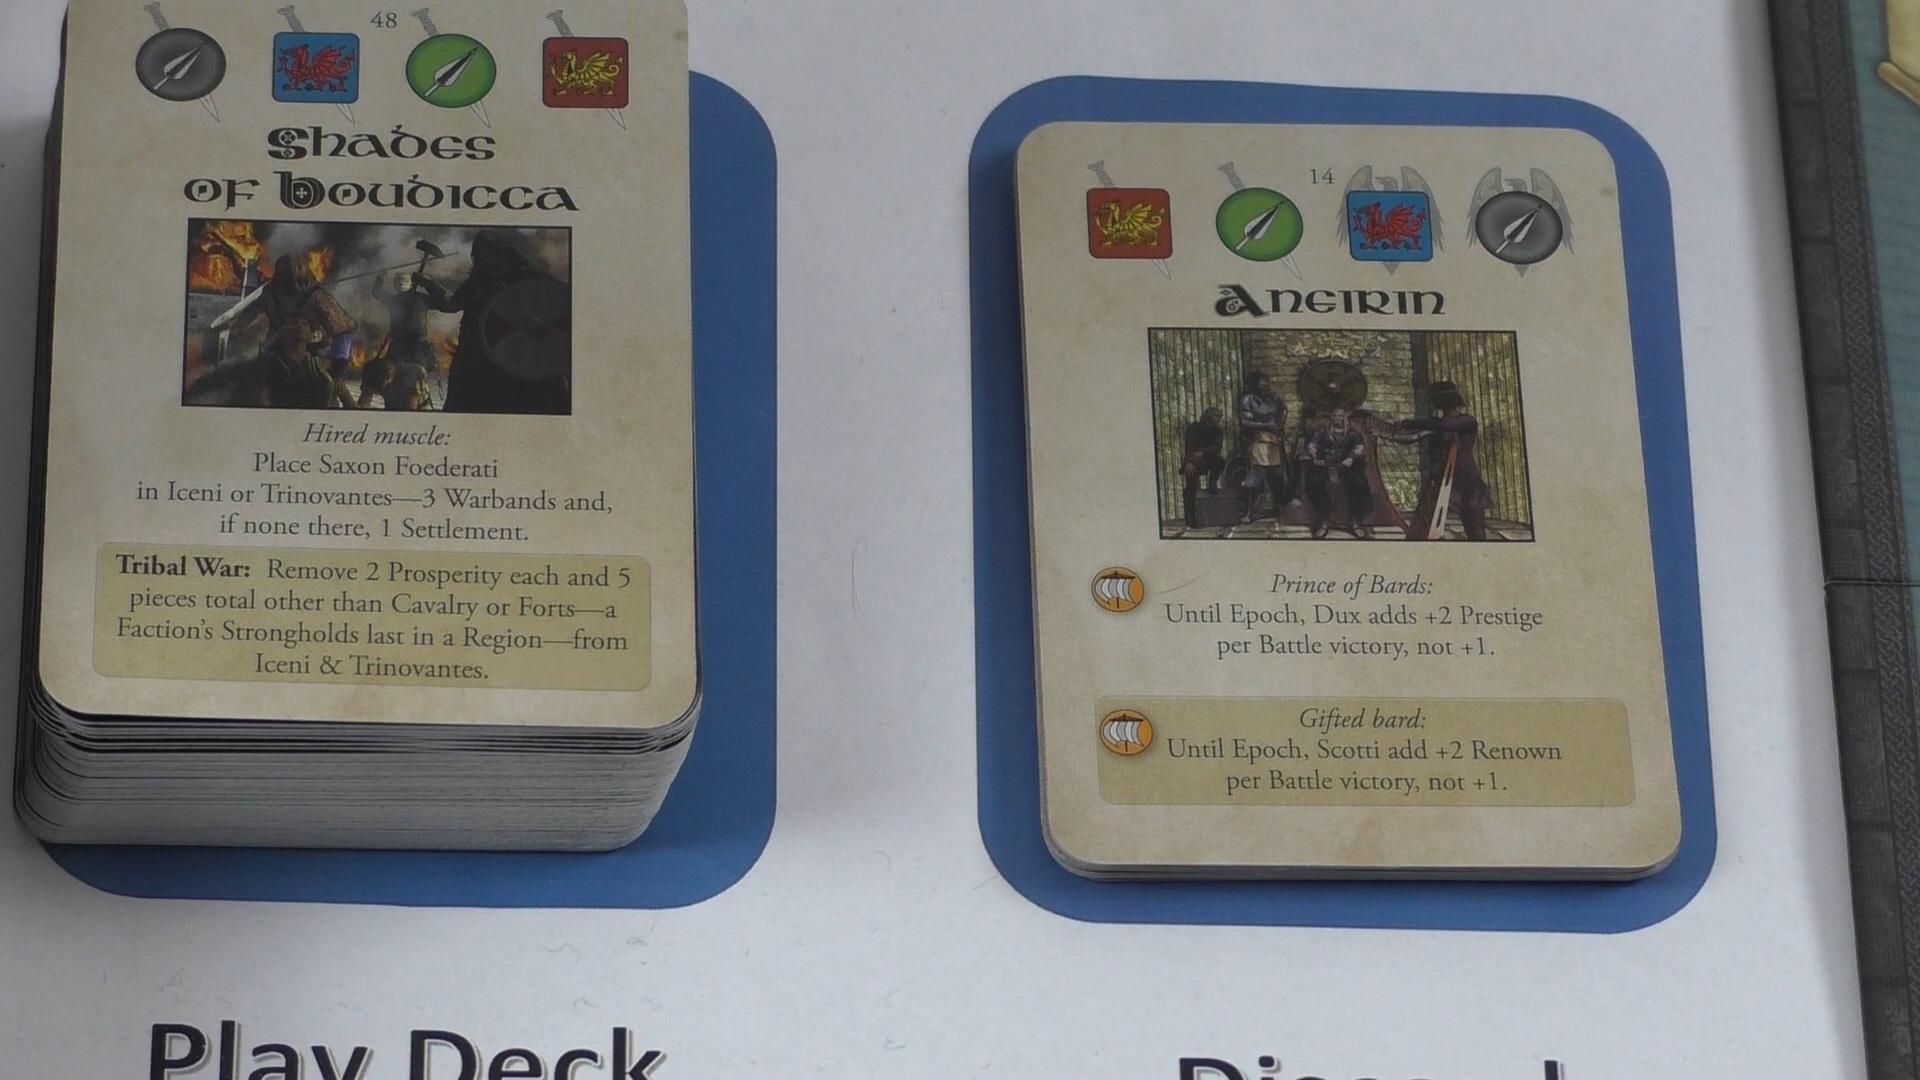 48
Shades
of Boudicca
Hired muscle:
Place Saxon Foederati
in Iceni or Trinovantes—3 Warbands and,
if none there, 1 Settlement.
Tribal War: Remove 2 Prosperity each and 5
pieces total other than Cavalry or Forts—a
Faction's Strongholds last in a Region—from
Iceni & Trinovantes.
Play Deck
14
Aneirin
Prince of Bards:
Until Epoch, Dux adds +2 Prestige
per Battle victory, not +1.
Gifted bard:
Until Epoch, Scotti add +2 Renown
per Battle victory, not +1.